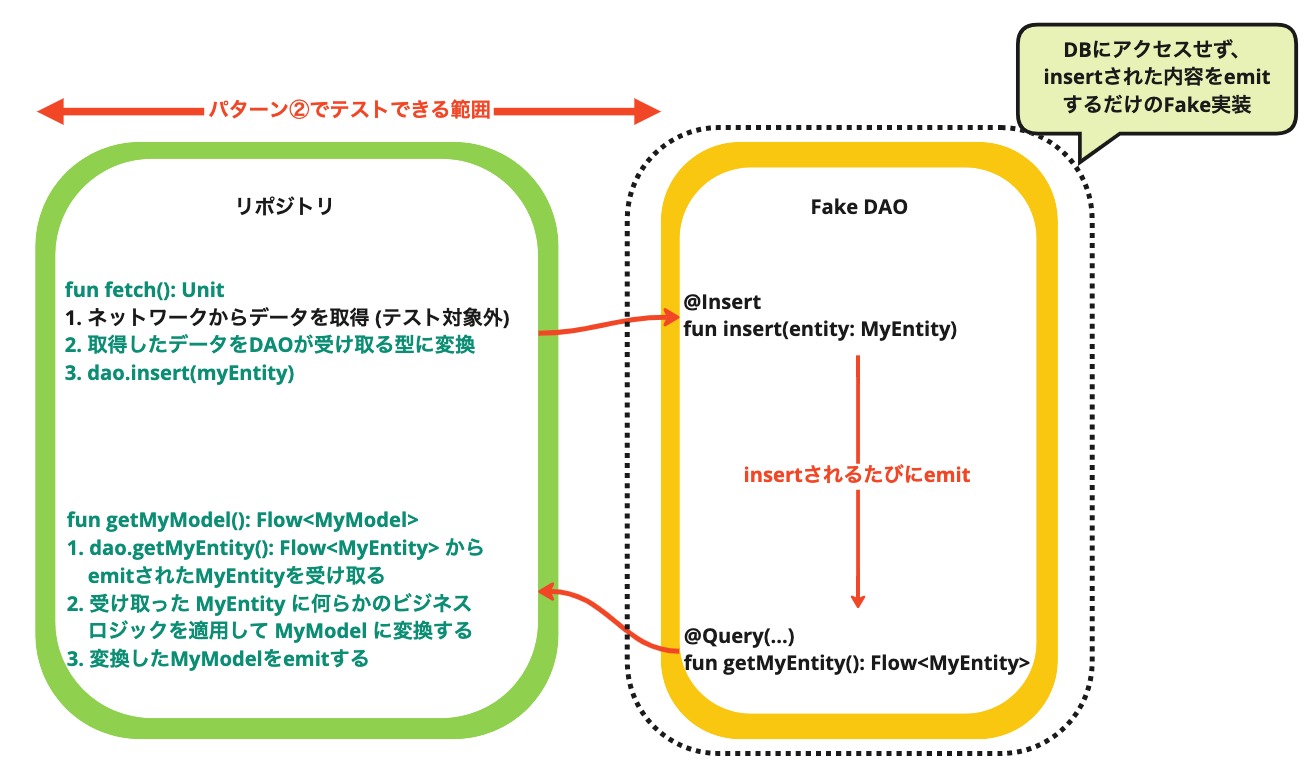 DBにアクセスせず、
insertされた内容をemit
するだけのFake実装
パターン②でテストできる範囲
リポジトリ
fun fetch(): Unit
1. ネットワークからデータを取得 (テスト対象外)
2. 取得したデータをDAOが受け取る型に変換
3. dao.insert(myEntity)
fun getMyModel(): Flow<MyModel>
1. dao.getMyEntity(): Flow<MyEntity> から
emitされたMyEntityを受け取る
2. 受け取った MyEntity に何らかのビジネス
ロジックを適用して MyModel に変換する
3. 変換したMyModelをemitする
Fake DAO
@Insert
fun insert(entity: MyEntity)
insertされるたびにemit
@Query(...)
fun getMyEntity(): Flow<MyEntity>